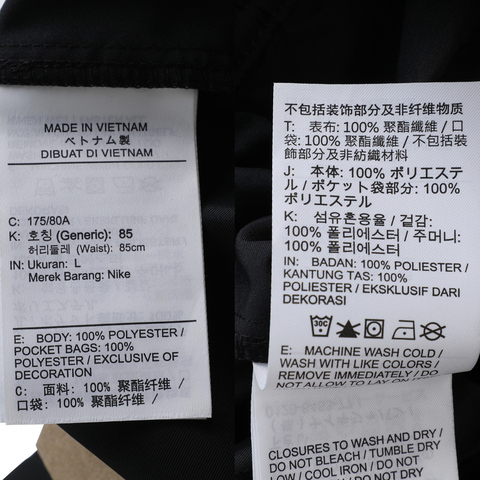 MADE IN VIETNAM
ベトナム製
DIBUAT DI VIETNAM
C: 175/80A
K: 호칭 (Generic): 85
허리둘레 (Waist): 85cm
IN: Ukuran: L
Merek Barang: Nike
E: BODY: 100% POLYESTER /
POCKET BAGS: 100%
POLYESTER / EXCLUSIVE OF
DECORATION
C: 面料: 100% 聚酯纤维 /
口袋: 100% 聚酯纤维 /
不包括装饰部分及非纤维物质
T: 表布: 100% 聚酯纖維 / 口
袋: 100% 聚酯纖維 / 不包括裝
飾部分及非紡織材料
J: 本体: 100% ポリエステ
ル / ポケット袋部分: 100%
ポリエステル
K: 섬유혼용율 / 겉감:
100% 폴리에스터 / 주머니:
100% 폴리에스터
IN: BADAN: 100% POLIESTER /
KANTUNG TAS: 100%
POLIESTER / EKSKLUSIF DARI
DEKORASI
30C
E: MACHINE WASH COLD /
WASH WITH LIKE COLORS /
REMOVE IMMEDIATELY / DO
NOT ALLOW TO LAY ON
CLOSURES TO WASH AND DRY /
DO NOT BLEACH / TUMBLE DRY
LOW / COOL IRON / DO NOT